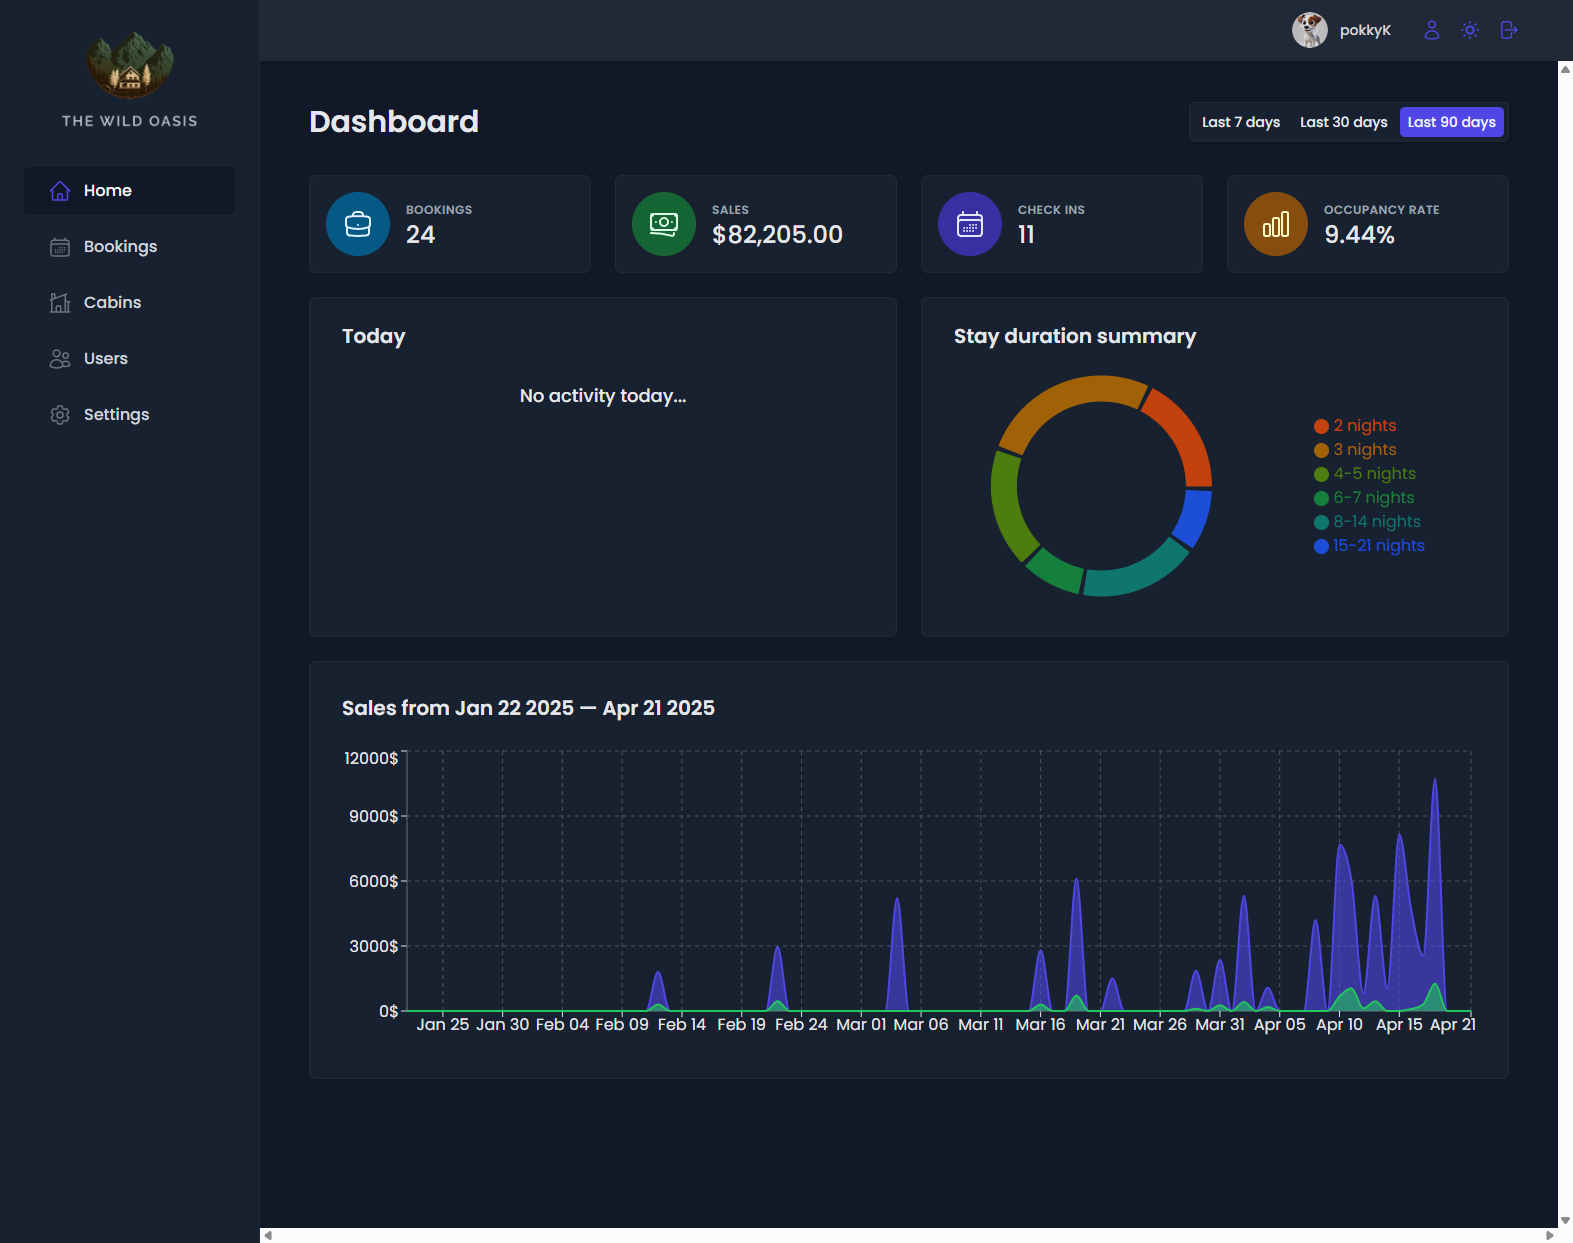 THE WILD OASIS
Home
Bookings
Cabins
Users
Settings
pokkyK
Dashboard
Last 7 days Last 30 days Last 90 days
BOOKINGS
24
SALES
$82,205.00
CHECK INS
11
OCCUPANCY RATE
9.44%
Today
No activity today...
Stay duration summary
2 nights
3 nights
4-5 nights
6-7 nights
8-14 nights
15-21 nights
Sales from Jan 22 2025 — Apr 21 2025
12000$
9000$
6000$
3000$
0$
Jan 25 Jan 30 Feb 04 Feb 09 Feb 14 Feb 19 Feb 24 Mar 01 Mar 06 Mar 11 Mar 16 Mar 21 Mar 26 Mar 31 Apr 05 Apr 10 Apr 15 Apr 21